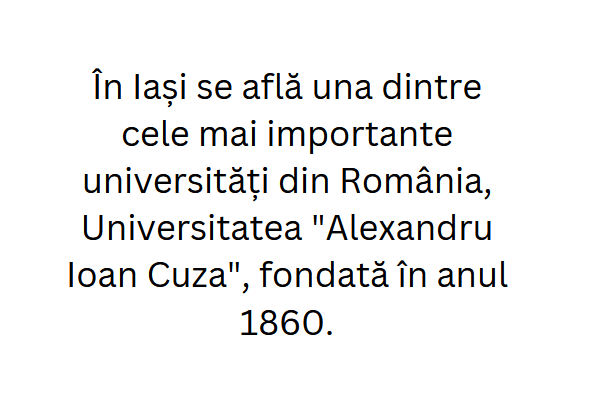 În Iași se află una dintre
cele mai importante
universități din România,
Universitatea "Alexandru
Ioan Cuza", fondată în anul
1860.